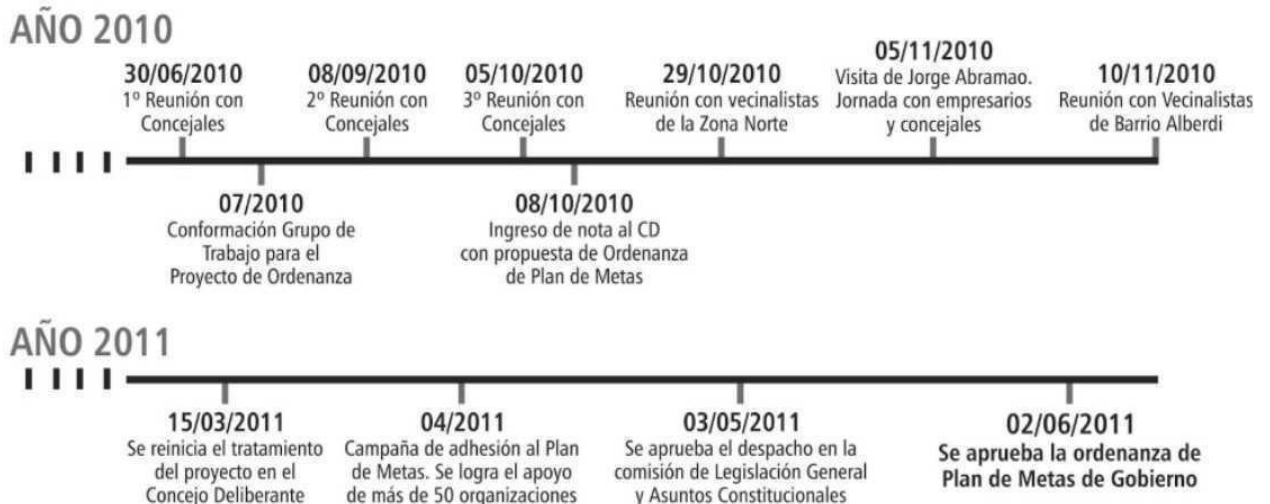 AÑO 2010
30/06/2010
1º Reunión con
Concejales
07/2010
Conformación Grupo de
Trabajo para el
Proyecto de Ordenanza
08/09/2010
2º Reunión con
Concejales
05/10/2010
3º Reunión con
Concejales
08/10/2010
Ingreso de nota al CD
con propuesta de Ordenanza
de Plan de Metas
29/10/2010
Reunión con vecinalistas
de la Zona Norte
05/11/2010
Visita de Jorge Abramao.
Jornada con empresarios
y concejales
10/11/2010
Reunión con Vecinalistas
de Barrio Alberdi
AÑO 2011
15/03/2011
Se reinicia el tratamiento
del proyecto en el
Concejo Deliberante
04/2011
Campaña de adhesión al Plan
de Metas. Se logra el apoyo
de más de 50 organizaciones
03/05/2011
Se aprueba el despacho en la
comisión de Legislación General
y Asuntos Constitucionales
02/06/2011
Se aprueba la ordenanza de
Plan de Metas de Gobierno